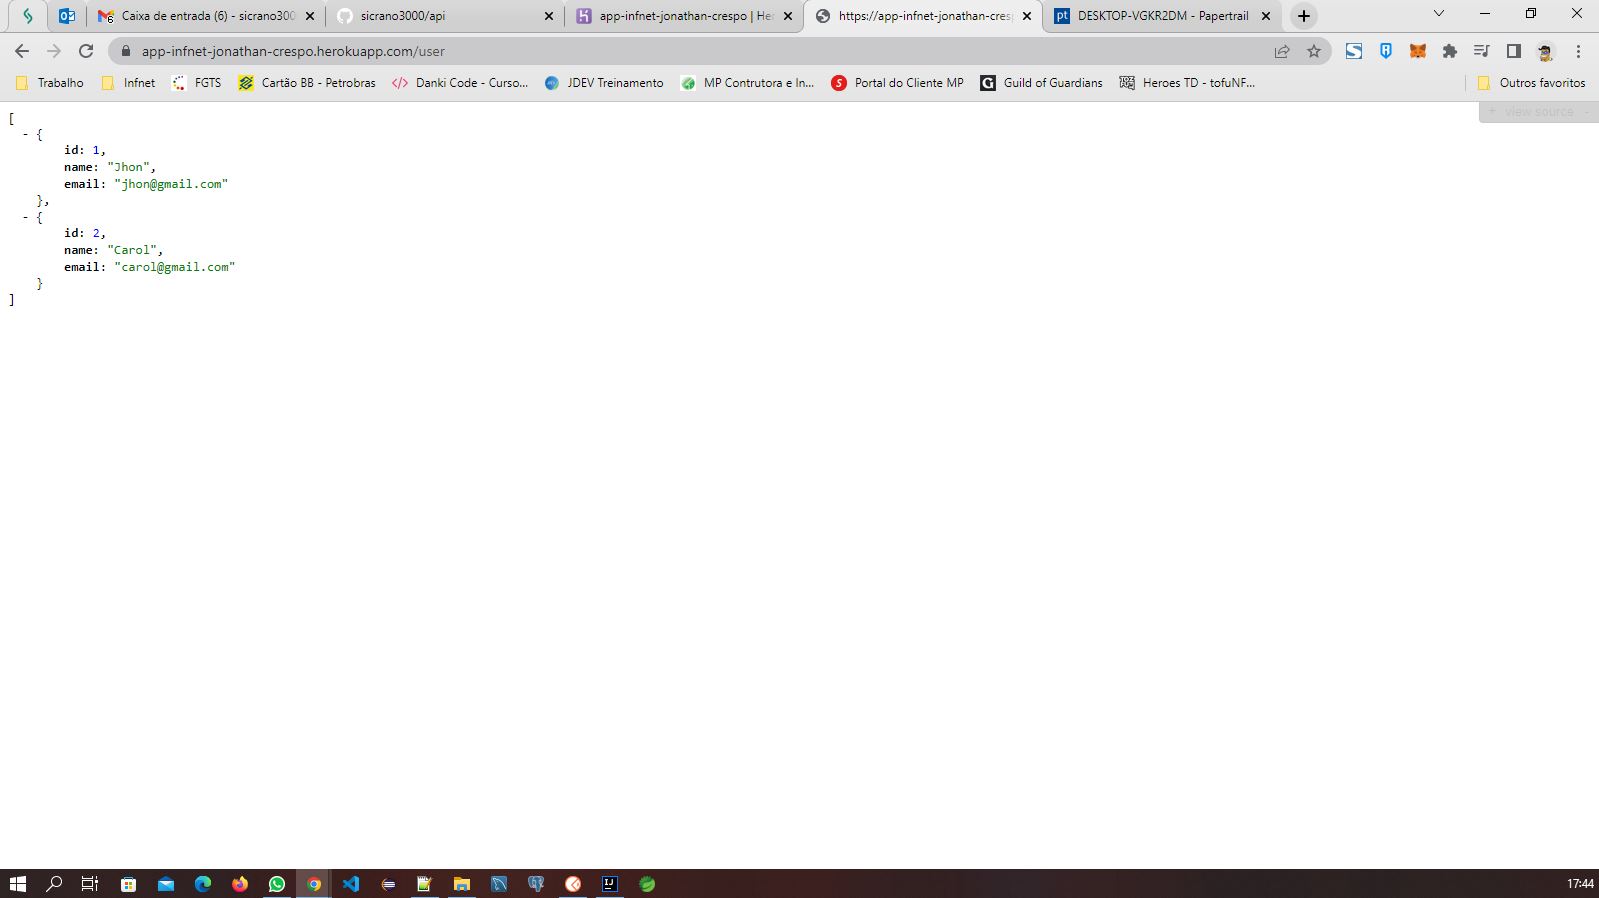 Caixa de entrada (6) - sicrano300
sicrano3000/api
app-infnet-jonathan-crespo | He
https://app-infnet-jonathan-cresp
pt DESKTOP-VGKR2DM - Papertrail
app-infnet-jonathan-crespo.herokuapp.com/user
Trabalho
Infnet
FGTS
Cartão BB - Petrobras
Danki Code - Curso...
JDEV Treinamento
MP Contrutora e In...
Portal do Cliente MP
Guild of Guardians
Heroes TD - tofuNF...
Outros favoritos
+ view source -
[
- {
id: 1,
name: "Jhon",
email: "jhon@gmail.com"
},
- {
id: 2,
name: "Carol",
email: "carol@gmail.com"
}
]
17:44